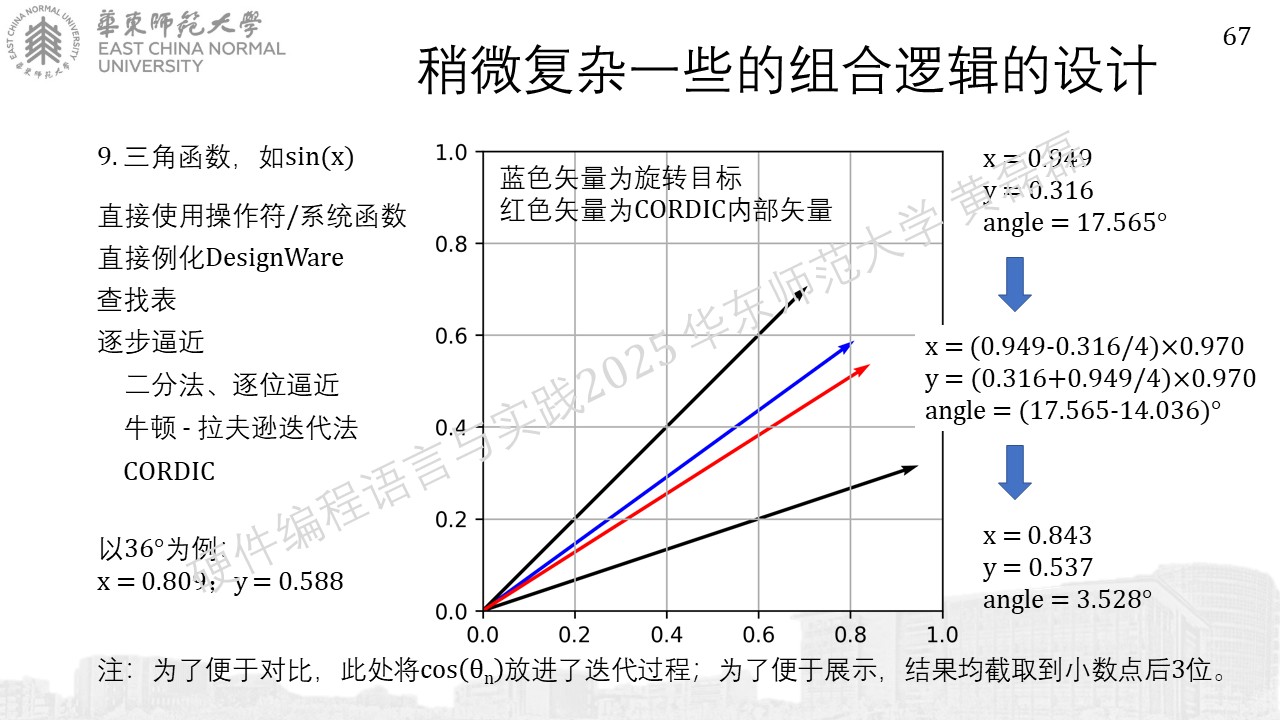 華東師範大學
EAST CHINA NORMAL
UNIVERSITY
EAST CHINA NORMAL UNIVERSITY
華東師範大學
稍微复杂一些的组合逻辑的设计
67
9. 三角函数，如sin(x)
直接使用操作符/系统函数
直接例化DesignWare
查找表
逐步逼近
二分法、逐位逼近
牛顿 - 拉夫逊迭代法
CORDIC
以36°为例：
x = 0.809；y = 0.588
蓝色矢量为旋转目标
红色矢量为CORDIC内部矢量
1.0
0.8
0.6
0.4
0.2
0.0
0.0 0.2 0.4 0.6 0.8 1.0
x = 0.949
y = 0.316
angle = 17.565°
x = (0.949-0.316/4)×0.970
y = (0.316+0.949/4)×0.970
angle = (17.565-14.036)°
x = 0.843
y = 0.537
angle = 3.528°
注：为了便于对比，此处将cos(θn)放进了迭代过程；为了便于展示，结果均截取到小数点后3位。
硬件编程语言与实践2025 华东师范大学 黄磊磊